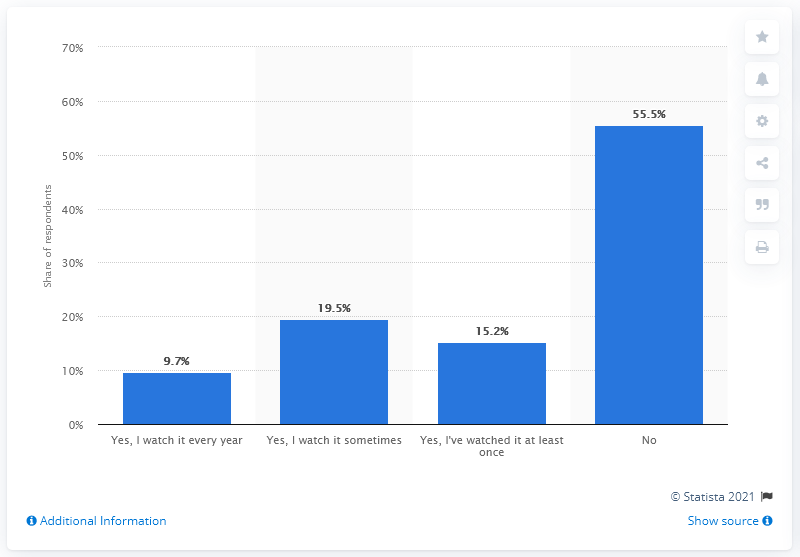 70%
60%
50%
40%
30%
20%
10%
0%
Share of respondents
9.7%
19.5%
15.2%
55.5%
Yes, I watch it every year
Yes, I watch it sometimes
Yes, I've watched it at least
once
No
© Statista 2021
Additional Information
Show source